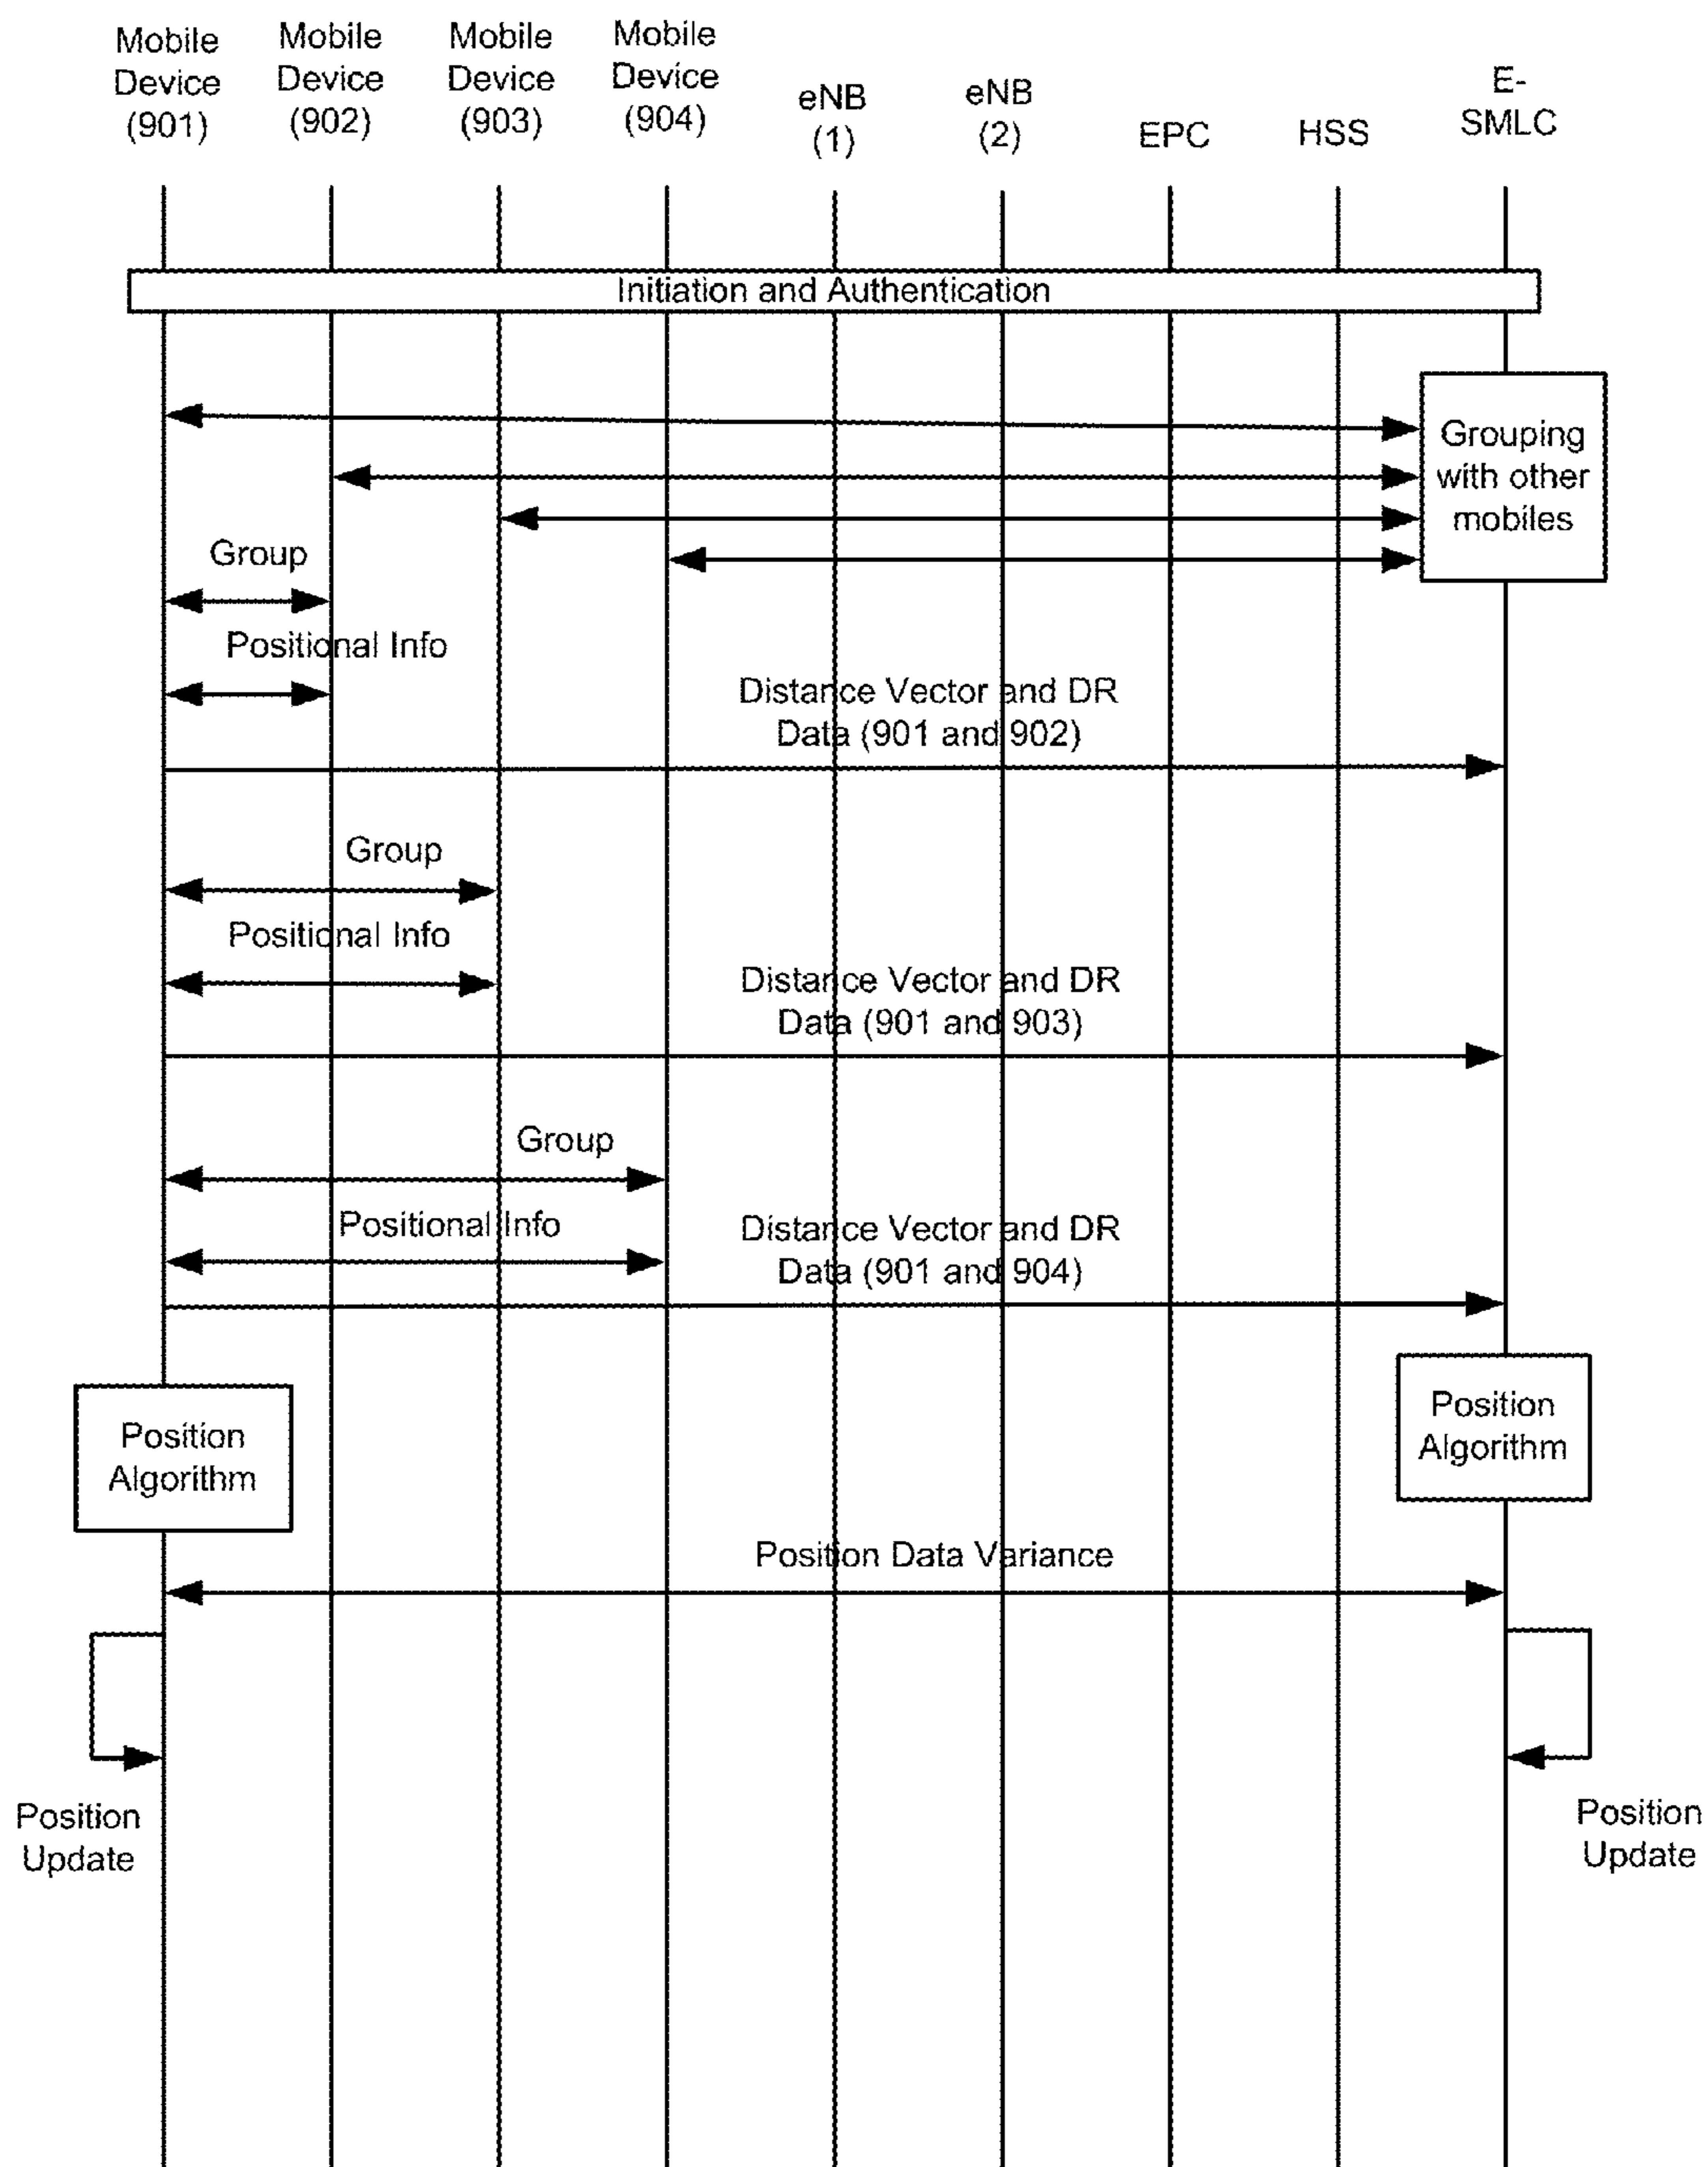 Mobile
Device
(901)
Mobile
Device
(902)
Mobile
Device
(903)
Mobile
Device
(904)
eNB
(1)
eNB
(2)
EPC
HSS
E-
SMLC
Initiation and Authentication
Grouping
with other
mobiles
Group
Positional Info
Distance Vector and DR
Data (901 and 902)
Group
Positional Info
Distance Vector and DR
Data (901 and 903)
Group
Positional Info
Distance Vector and DR
Data (901 and 904)
Position
Algorithm
Position
Algorithm
Position Data Variance
Position
Update
Position
Update